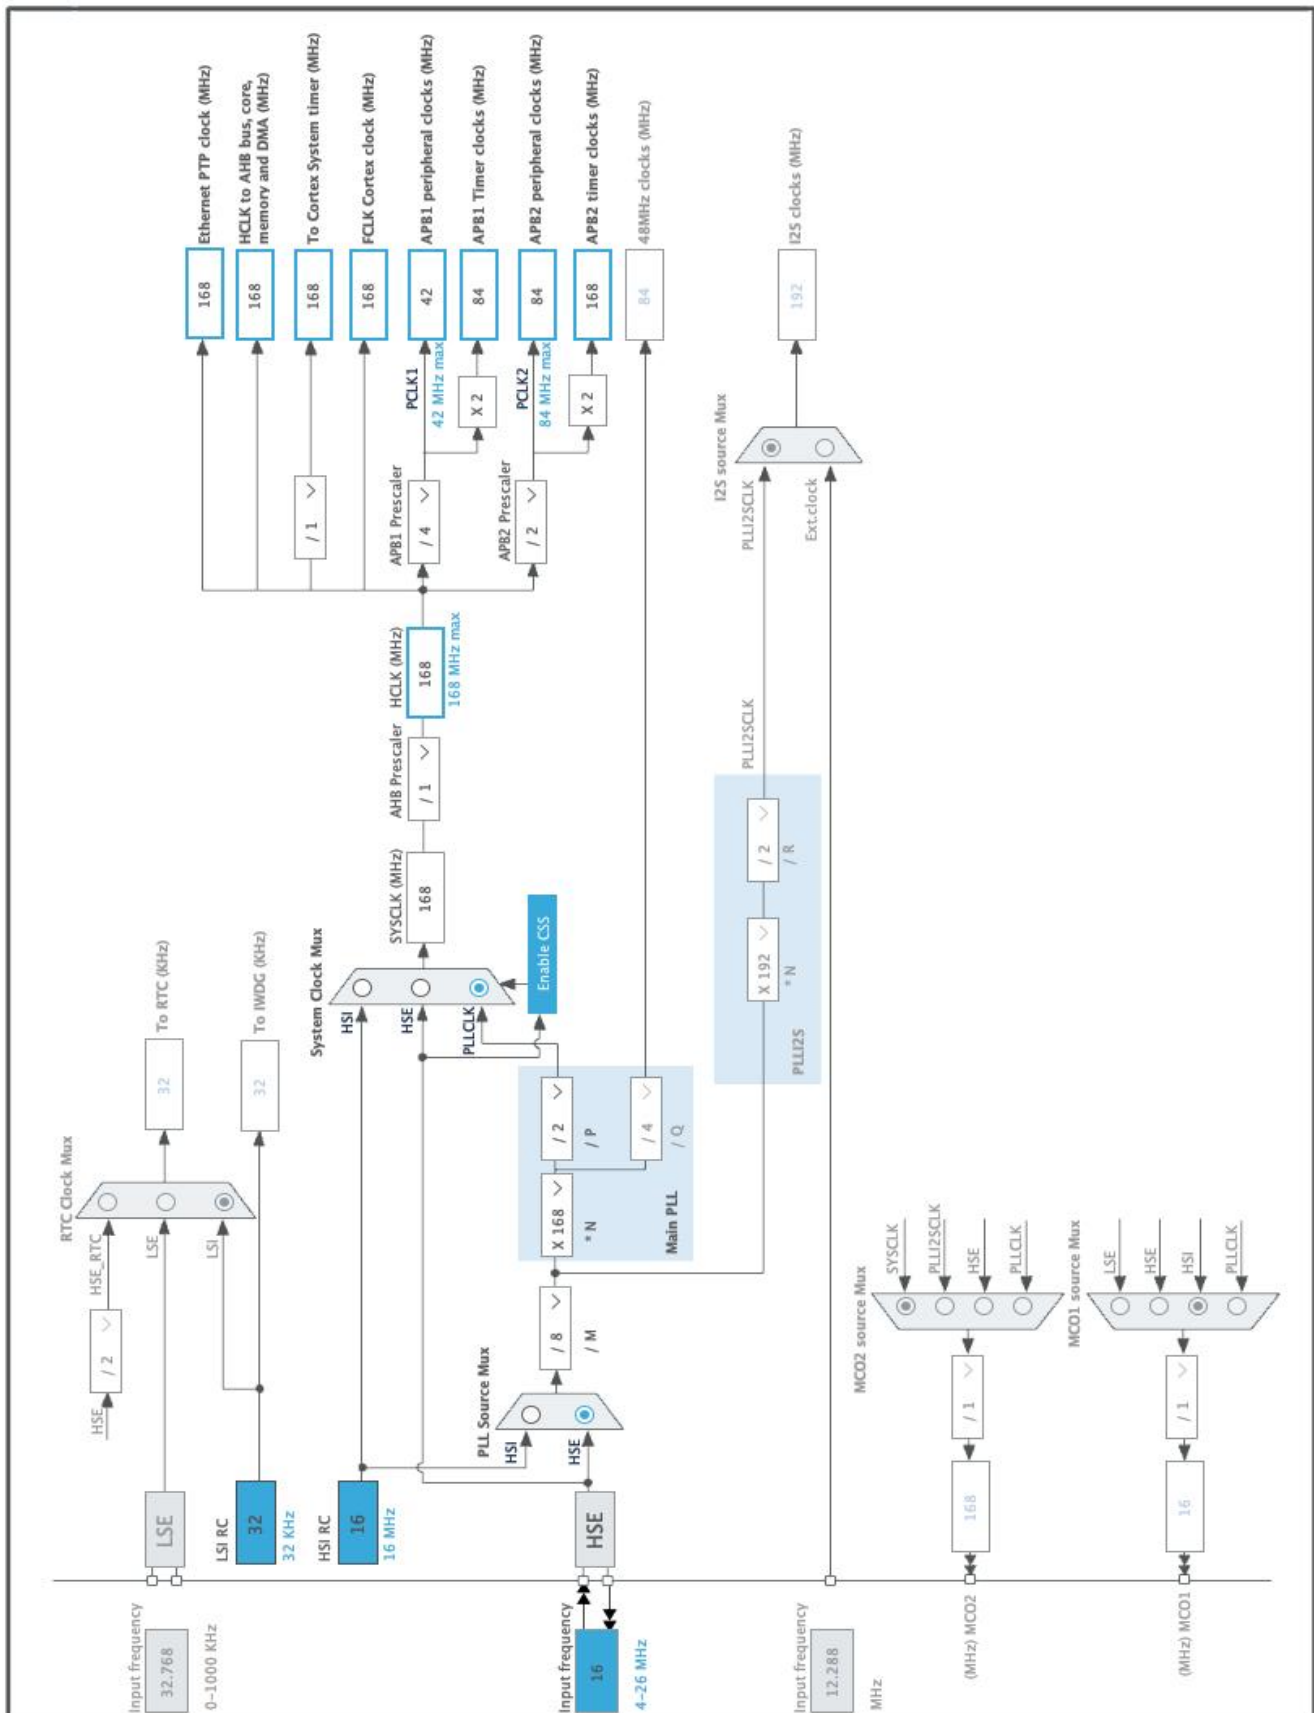 Input frequency
32.768
0-1000 KHz
LSE
LSI RC
32
32 KHz
HSI RC
16
16 MHz
Input frequency
16
4-26 MHz
HSE
Input frequency
12.288
MHz
HSE
/ 2
HSE_RTC
LSE
LSI
RTC Clock Mux
32
To RTC (KHz)
32
To IWDG (KHz)
PLL Source Mux
HSI
HSE
/ 8
/ M
X 168
* N
/ 2
/ P
/ 4
/ Q
Main PLL
System Clock Mux
HSI
HSE
PLLCLK
Enable CSS
SYSCLK (MHz)
168
AHB Prescaler
/ 1
HCLK (MHz)
168
168 MHz max
/ 1
APB1 Prescaler
/ 4
PCLK1
42 MHz max
X 2
APB2 Prescaler
/ 2
PCLK2
84 MHz max
X 2
168
Ethernet PTP clock (MHz)
168
HCLK to AHB bus, core,
memory and DMA (MHz)
168
To Cortex System timer (MHz)
168
FCLK Cortex clock (MHz)
42
APB1 peripheral clocks (MHz)
84
APB1 Timer clocks (MHz)
84
APB2 peripheral clocks (MHz)
168
APB2 timer clocks (MHz)
84
48MHz clocks (MHz)
X 192
* N
/ 2
/ R
PLLI2S
PLLI2SCLK
PLLI2SCLK
Ext.clock
I2S source Mux
192
I2S clocks (MHz)
MCO2 source Mux
SYSCLK
PLLI2SCLK
HSE
PLLCLK
/ 1
168
(MHz) MCO2
MCO1 source Mux
LSE
HSE
HSI
PLLCLK
/ 1
16
(MHz) MCO1